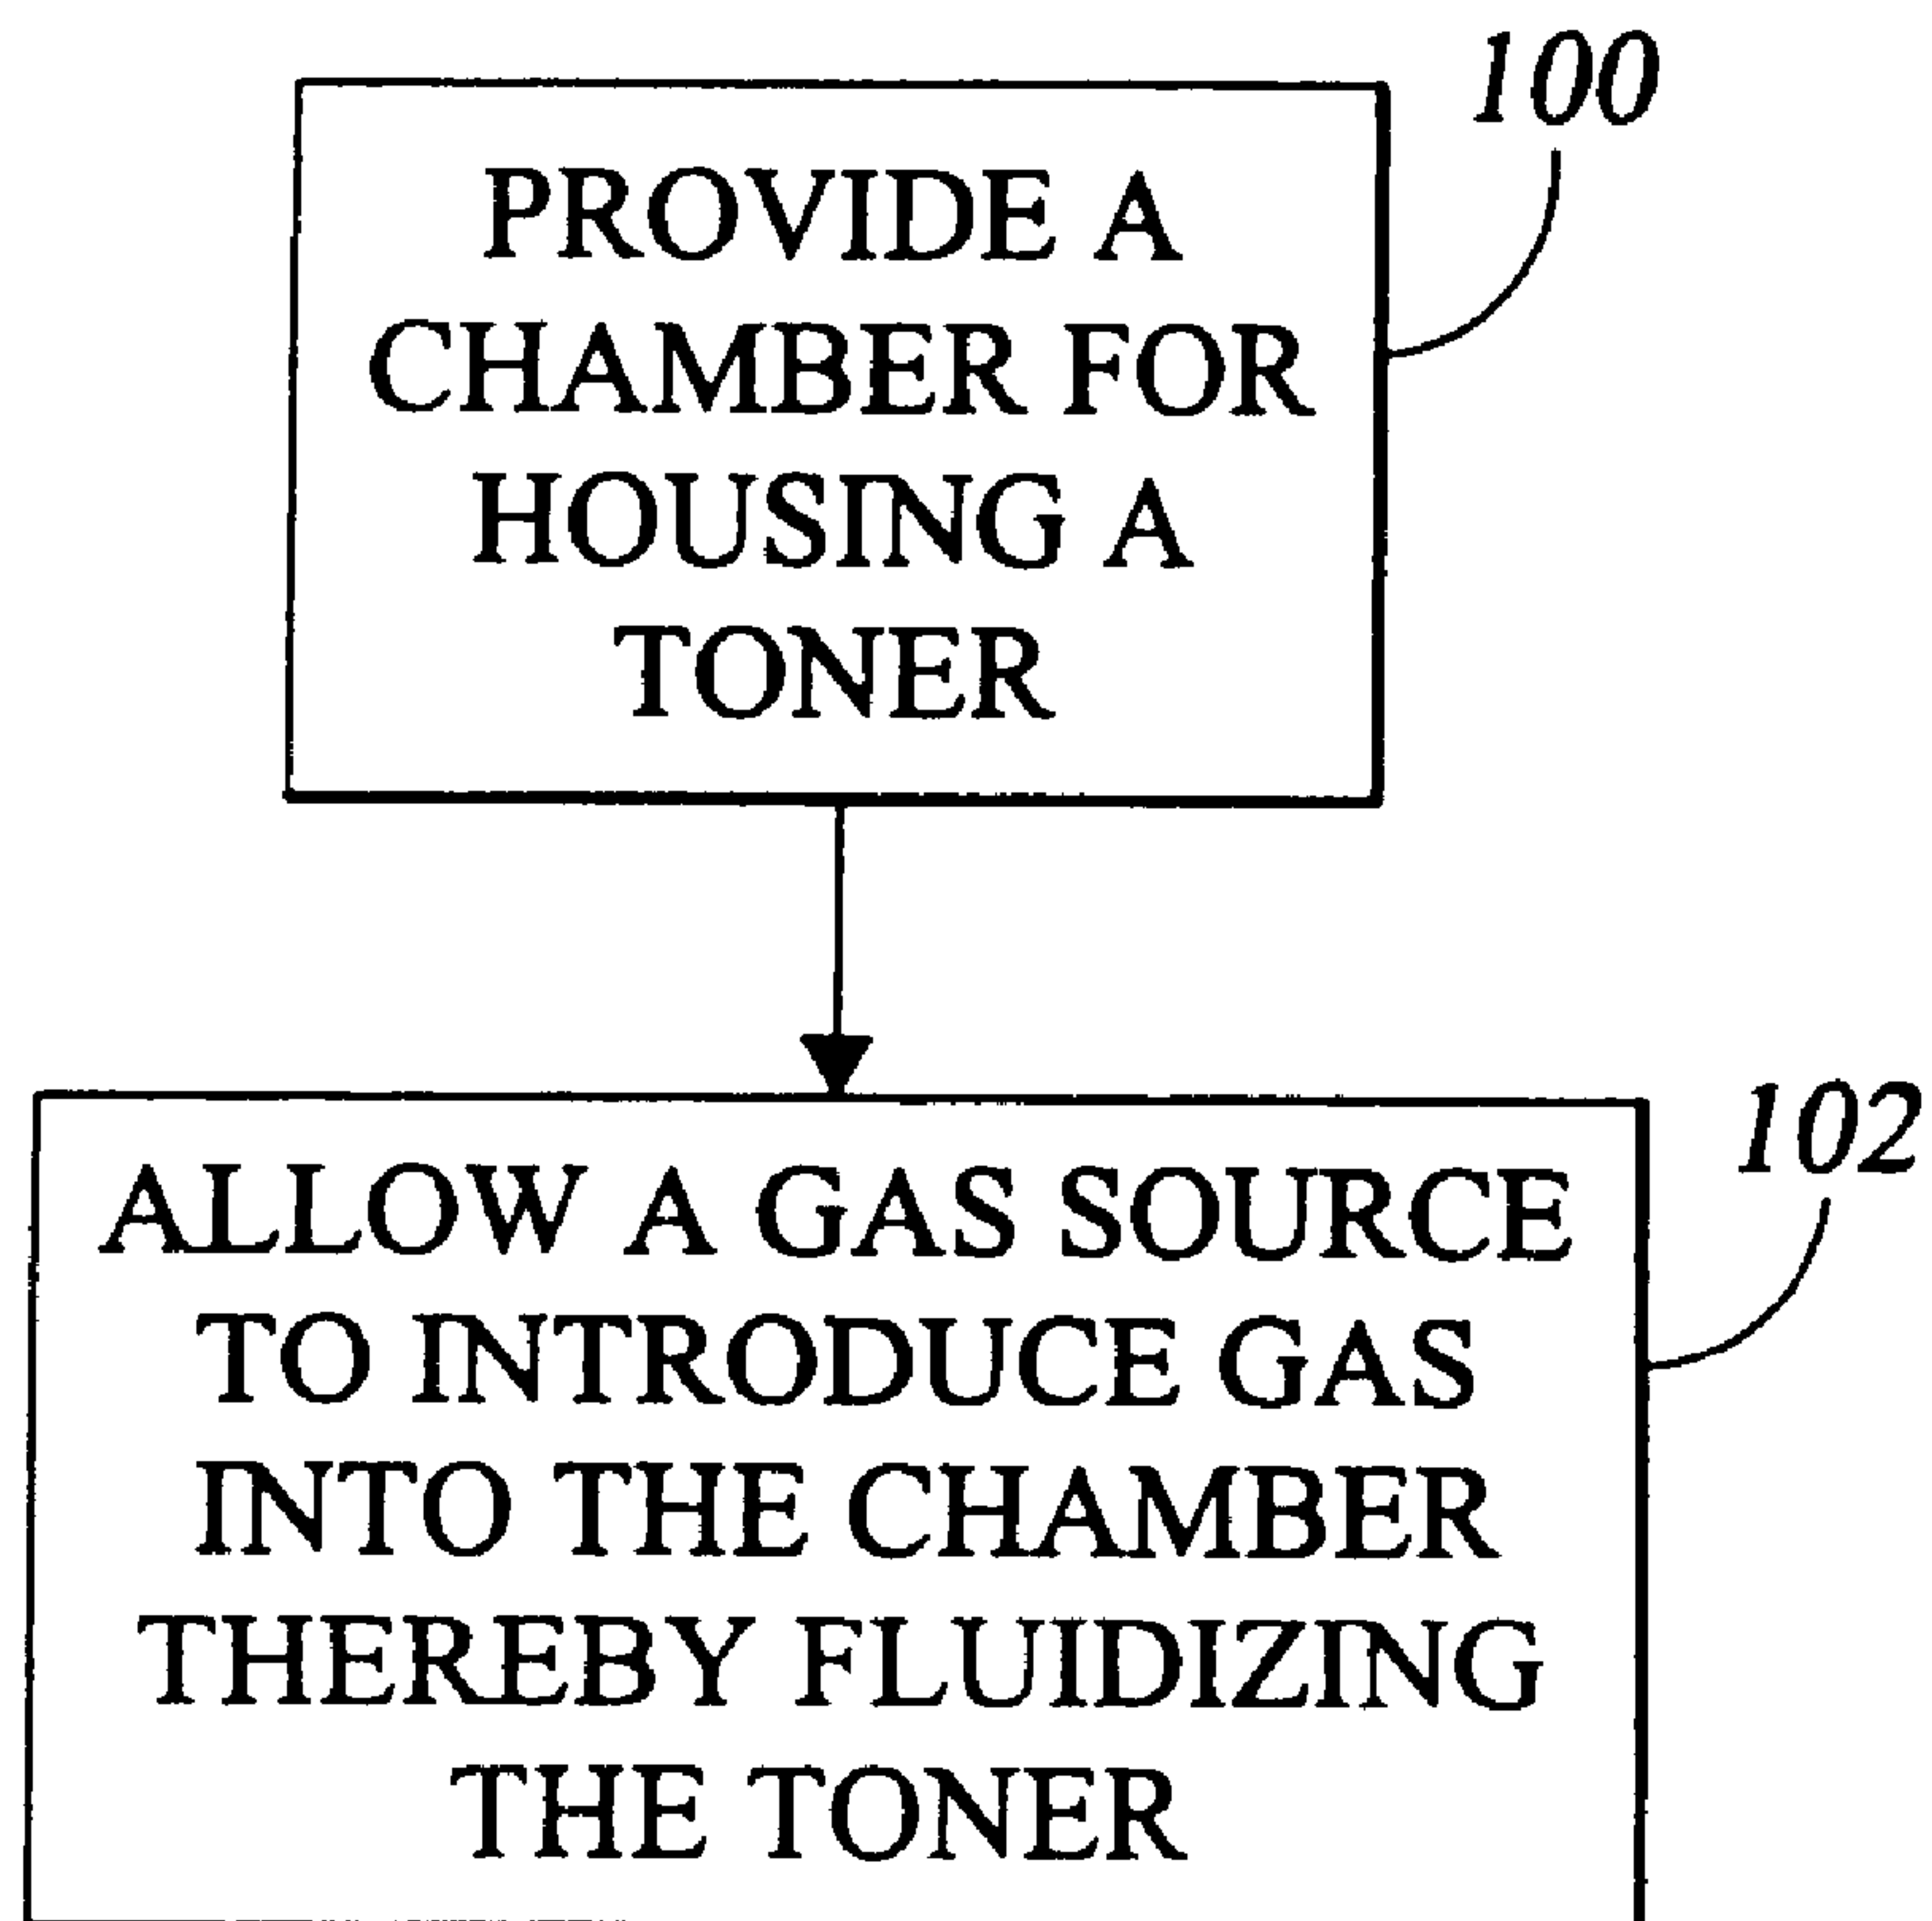 100
PROVIDE A
CHAMBER FOR
HOUSING A
TONER
102
ALLOW A GAS SOURCE
TO INTRODUCE GAS
INTO THE CHAMBER
THEREBY FLUIDIZING
THE TONER